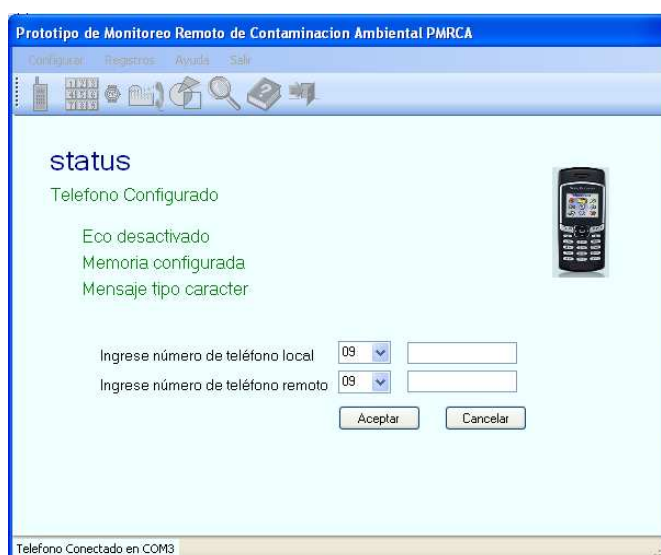 Prototipo de Monitoreo Remoto de Contaminacion Ambiental PMRCA
Configurar Registros Ayuda Salir
status
Telefono Configurado
Eco desactivado
Memoria configurada
Mensaje tipo caracter
Ingrese número de teléfono local 09
Ingrese número de teléfono remoto 09
Aceptar Cancelar
Telefono Conectado en COM3